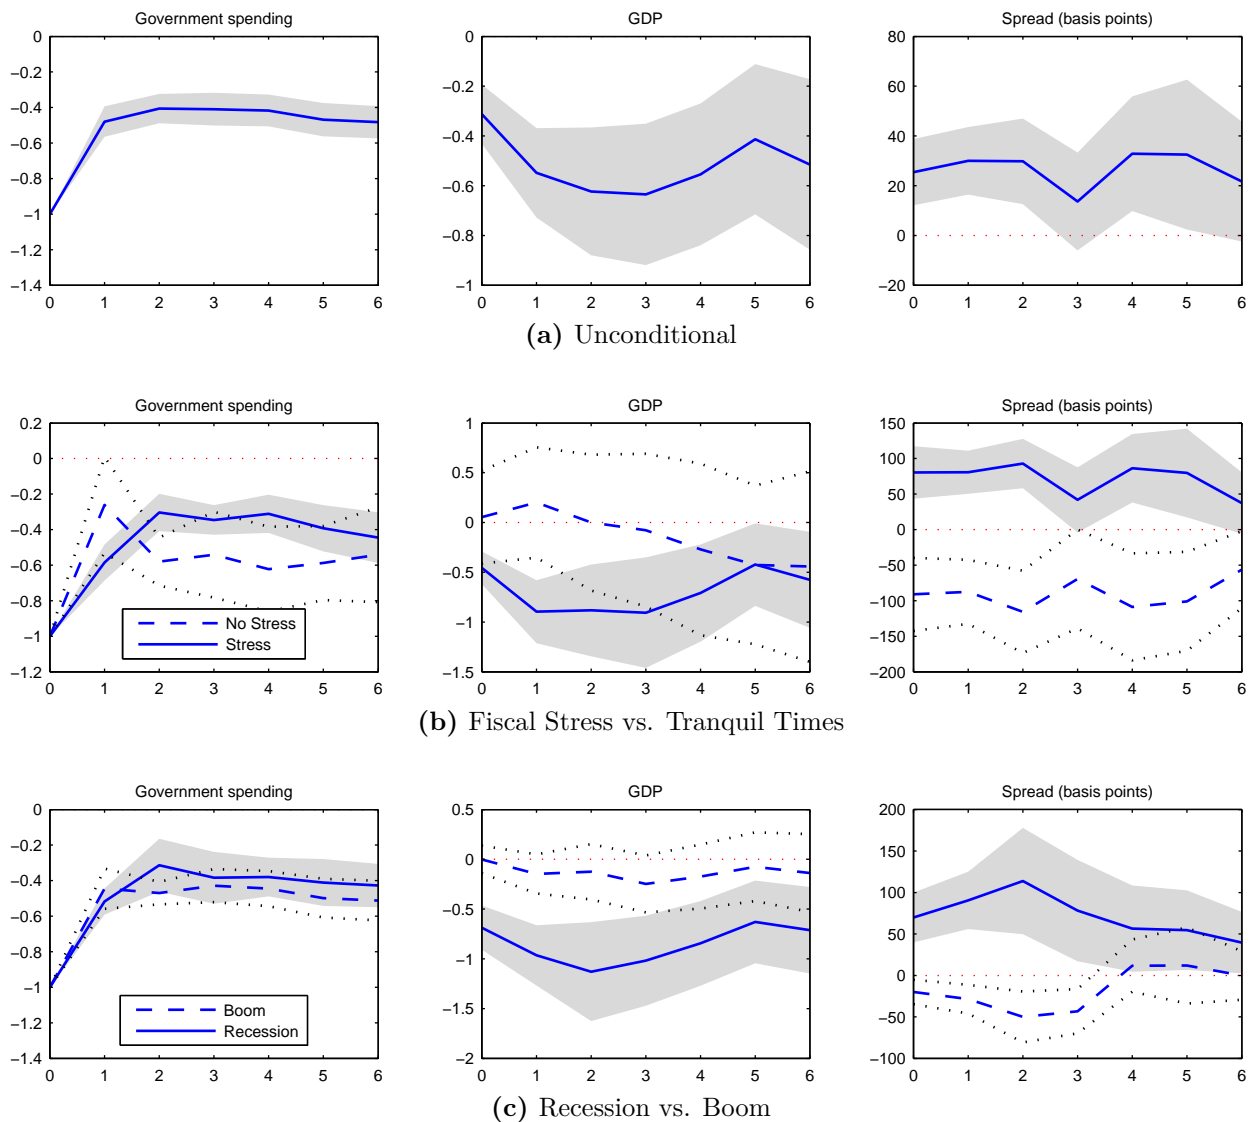 Government spending
GDP
Spread (basis points)
0
−0.2
−0.4
−0.6
−0.8
−1
−1.2
−1.4
0 1 2 3 4 5 6
0
−0.2
−0.4
−0.6
−0.8
−1
0 1 2 3 4 5 6
80
60
40
20
0
−20
0 1 2 3 4 5 6
(a) Unconditional
Government spending
GDP
Spread (basis points)
0.2
0
−0.2
−0.4
−0.6
−0.8
−1
−1.2
No Stress
Stress
0 1 2 3 4 5 6
1
0.5
0
−0.5
−1
−1.5
0 1 2 3 4 5 6
150
100
50
0
−50
−100
−150
−200
0 1 2 3 4 5 6
(b) Fiscal Stress vs. Tranquil Times
Government spending
GDP
Spread (basis points)
0
−0.2
−0.4
−0.6
−0.8
−1
−1.2
−1.4
Boom
Recession
0 1 2 3 4 5 6
0.5
0
−0.5
−1
−1.5
−2
0 1 2 3 4 5 6
200
150
100
50
0
−50
−100
0 1 2 3 4 5 6
(c) Recession vs. Boom